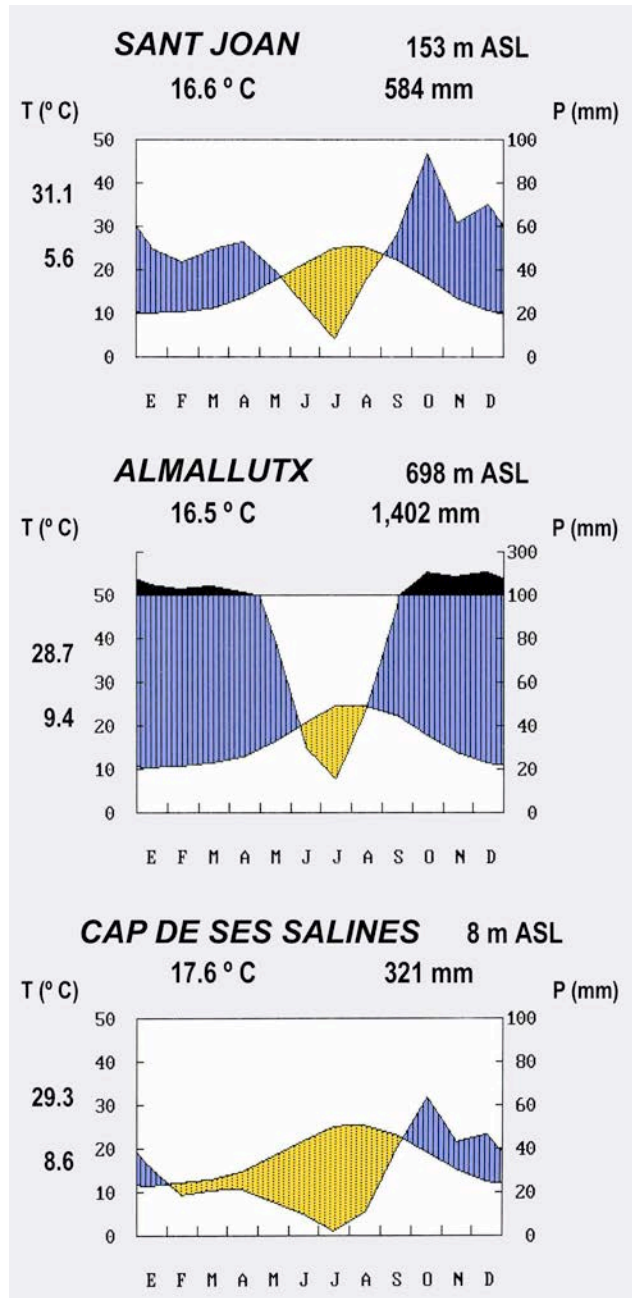 SANT JOAN 153 m ASL
16.6 º C 584 mm
T (º C) P (mm)
50 100
40 80
31.1
30 60
5.6
20 40
10 20
0 0
E F M A M J J A S O N D
ALMALLUTX 698 m ASL
16.5 º C 1,402 mm
T (º C) P (mm)
300
50 100
40 80
28.7
30 60
9.4
20 40
10 20
0 0
E F M A M J J A S O N D
CAP DE SES SALINES 8 m ASL
17.6 º C 321 mm
T (º C) P (mm)
50 100
40 80
29.3
30 60
8.6
20 40
10 20
0 0
E F M A M J J A S O N D